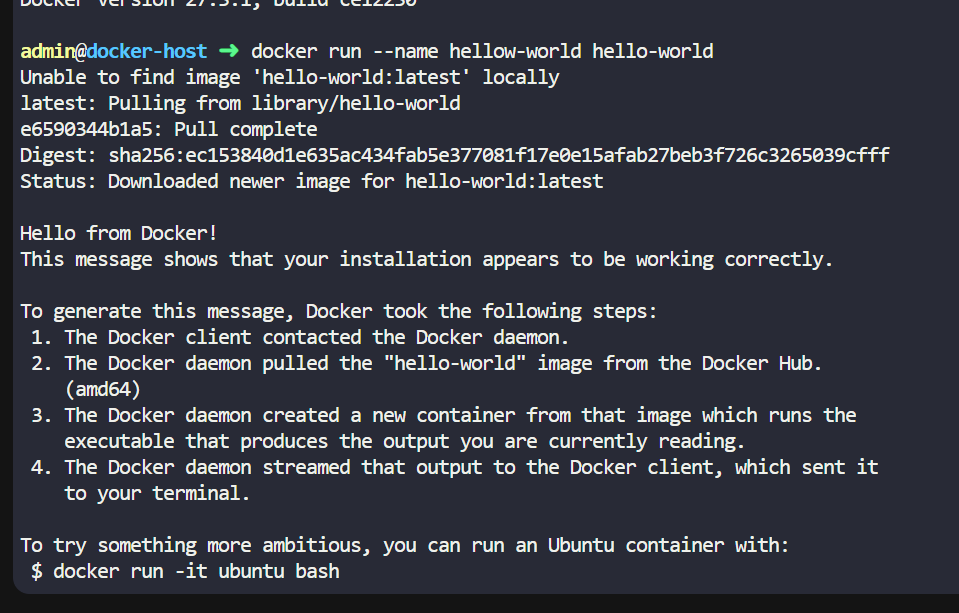 Docker version 27.3.1, build ce12230
admin@docker-host ➜ docker run --name hellow-world hello-world
Unable to find image 'hello-world:latest' locally
latest: Pulling from library/hello-world
e6590344b1a5: Pull complete
Digest: sha256:ec153840d1e635ac434fab5e377081f17e0e15afab27beb3f726c3265039cfff
Status: Downloaded newer image for hello-world:latest
Hello from Docker!
This message shows that your installation appears to be working correctly.
To generate this message, Docker took the following steps:
1. The Docker client contacted the Docker daemon.
2. The Docker daemon pulled the "hello-world" image from the Docker Hub.
(amd64)
3. The Docker daemon created a new container from that image which runs the
executable that produces the output you are currently reading.
4. The Docker daemon streamed that output to the Docker client, which sent it
to your terminal.
To try something more ambitious, you can run an Ubuntu container with:
$ docker run -it ubuntu bash